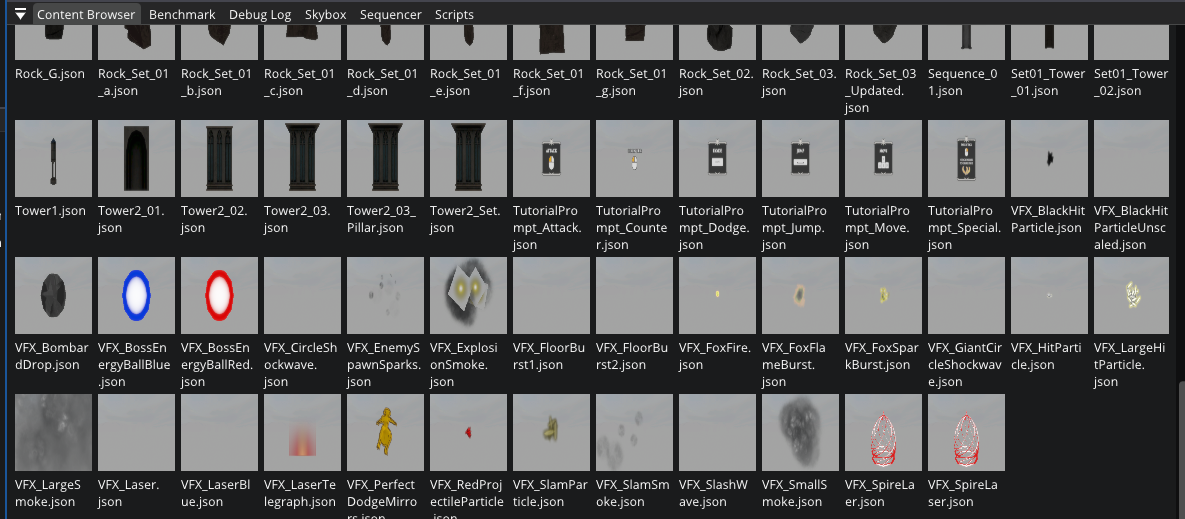 Content Browser Benchmark Debug Log Skybox Sequencer Scripts
Rock_G.json Rock_Set_01 Rock_Set_01 Rock_Set_01 Rock_Set_01 Rock_Set_01 Rock_Set_01 Rock_Set_01 Rock_Set_02. Rock_Set_03. Rock_Set_03 Sequence_0 Set01_Tower Set01_Tower
_a.json _b.json _c.json _d.json _e.json _f.json _g.json json json _Updated. 1.json _01.json _02.json
json
ATTACK JUMP
Tower1.json Tower2_01. Tower2_02. Tower2_03. Tower2_03_ Tower2_Set. TutorialPro TutorialPro TutorialPro TutorialPro TutorialPro TutorialPro VFX_BlackHit VFX_BlackHit
json json json Pillar.json json mpt_Attack. mpt_Counte mpt_Dodge. mpt_Jump. mpt_Move. mpt_Special. Particle.json ParticleUnsc
json r.json json json json json aled.json
VFX_Bombar VFX_BossEn VFX_BossEn VFX_CircleSh VFX_EnemyS VFX_Explosi VFX_FloorBu VFX_FloorBu VFX_FoxFire. VFX_FoxFla VFX_FoxSpar VFX_GiantCir VFX_HitParti VFX_LargeHi
dDrop.json ergyBallBlue ergyBallRed. ockwave. pawnSparks. onSmoke. rst1.json rst2.json json meBurst. kBurst.json cleShockwav cle.json tParticle.
.json json json json json json e.json json
VFX_LargeS VFX_Laser. VFX_LaserBl VFX_LaserTe VFX_Perfect VFX_RedProj VFX_SlamPar VFX_SlamSm VFX_SlashW VFX_SmallS VFX_SpireLa VFX_SpireLa
moke.json json ue.json legraph.json DodgeMirro ectileParticle ticle.json oke.json ave.json moke.json er.json ser.json
rs.json .json